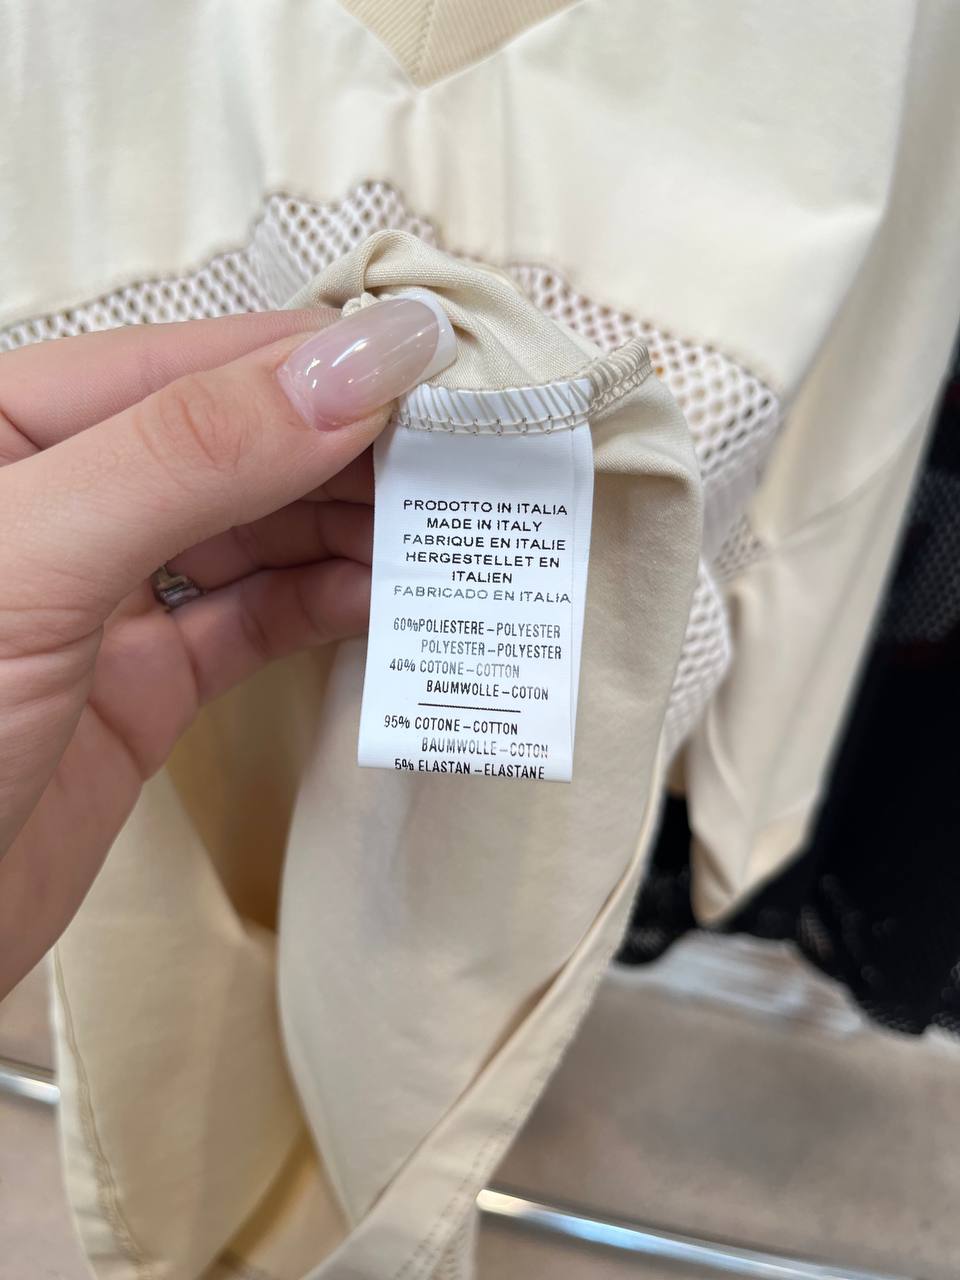 PRODOTTO IN ITALIA
MADE IN ITALY
FABRIQUE EN ITALIE
HERGESTELLET EN
ITALIEN
FABRICADO EN ITALIA
60%POLIESTERE-POLYESTER
POLYESTER-POLYESTER
40% COTONE-COTTON
BAUMWOLLE-COTON
95% COTONE-COTTON
BAUMWOLLE-COTON
5% ELASTAN-ELASTANE